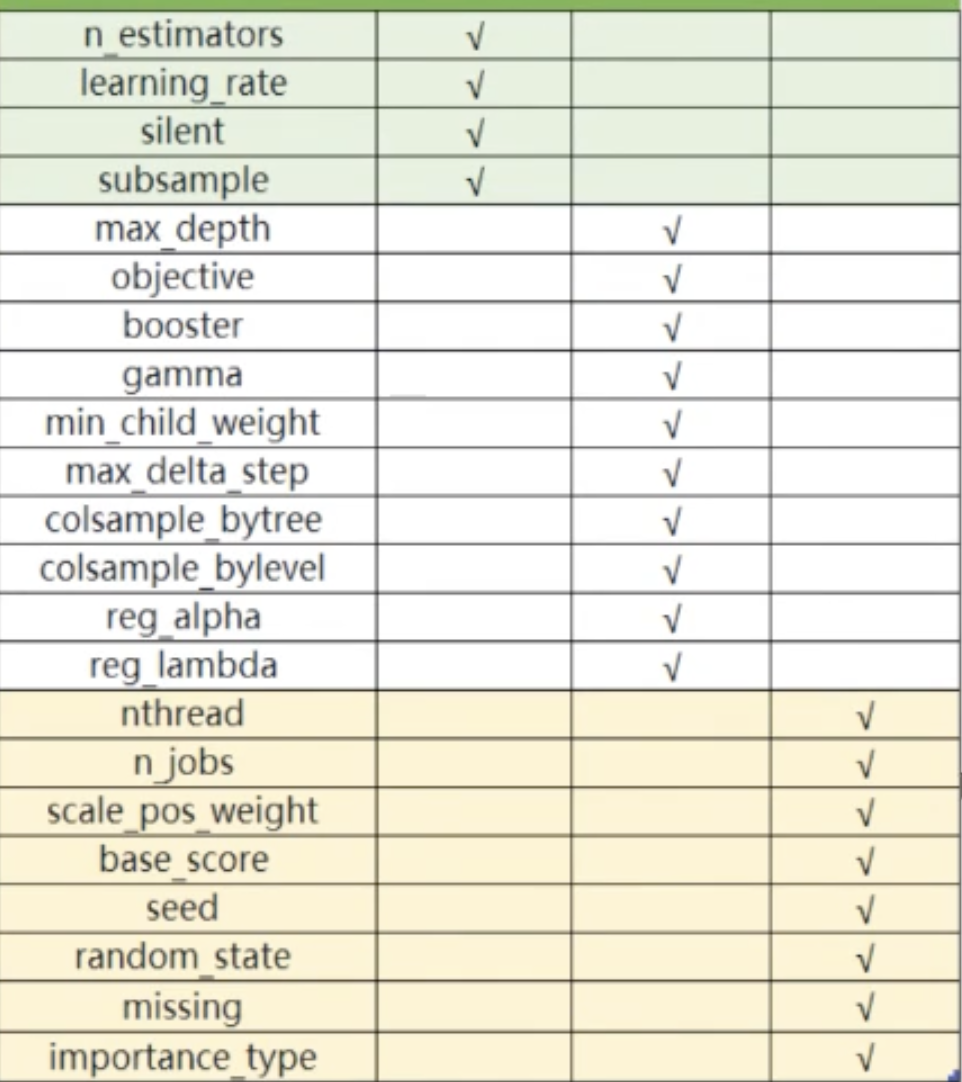 n_estimators √
learning_rate √
silent √
subsample √
max_depth √
objective √
booster √
gamma √
min_child_weight √
max_delta_step √
colsample_bytree √
colsample_bylevel √
reg_alpha √
reg_lambda √
nthread √
n_jobs √
scale_pos_weight √
base_score √
seed √
random_state √
missing √
importance_type √